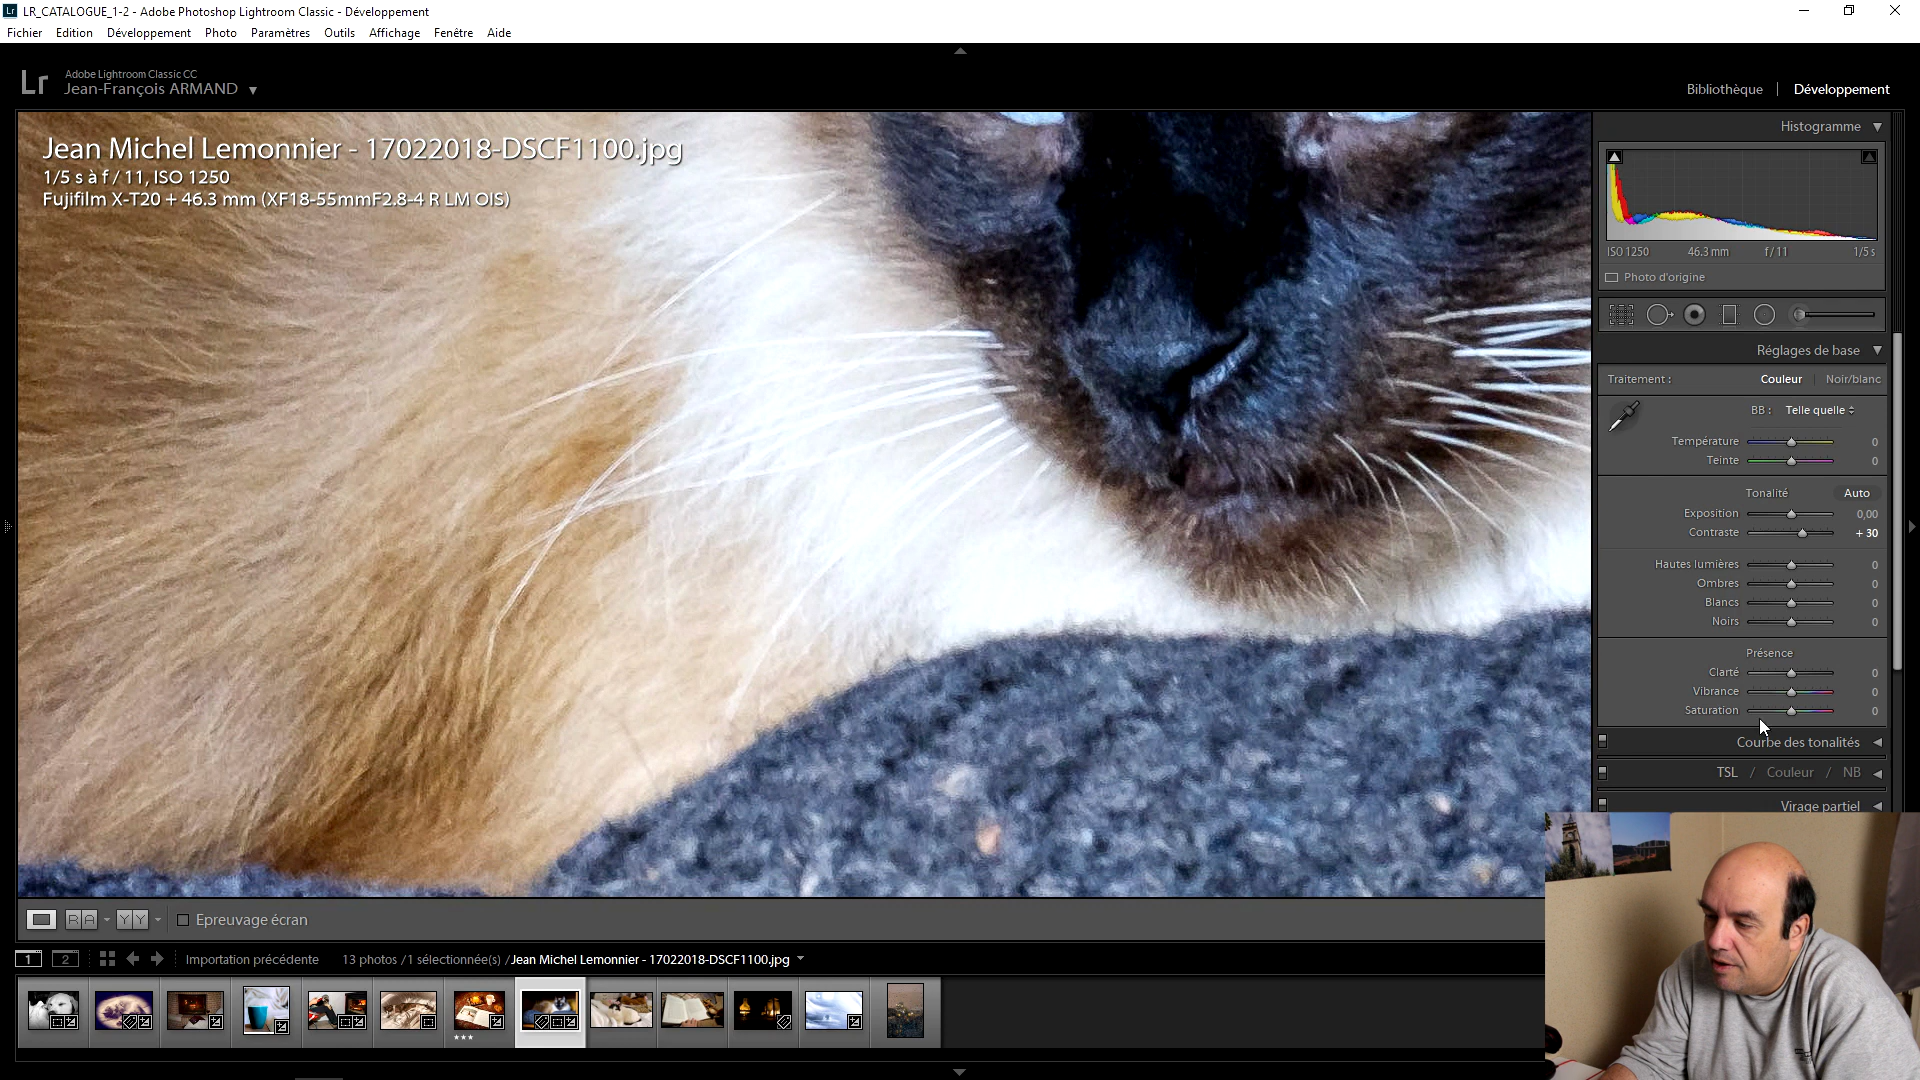 Lr LR_CATALOGUE_1-2 - Adobe Photoshop Lightroom Classic - Développement
Fichier Edition Développement Photo Paramètres Outils Affichage Fenêtre Aide
Lr Adobe Lightroom Classic CC
Jean-François ARMAND
Bibliothèque | Développement
Jean Michel Lemonnier - 17022018-DSCF1100.jpg
1/5 s à f / 11, ISO 1250
Fujifilm X-T20 + 46.3 mm (XF18-55mmF2.8-4 R LM OIS)
Histogramme
ISO 1250 46.3 mm f / 11 1/5 s
Photo d'origine
Réglages de base
Traitement : Couleur Noir/blanc
BB : Telle quelle
Température 0
Teinte 0
Tonalité Auto
Exposition 0,00
Contraste + 30
Hautes lumières 0
Ombres 0
Blancs 0
Noirs 0
Présence
Clarté 0
Vibrance 0
Saturation 0
Courbe des tonalités
TSL / Couleur / NB
Virage partiel
R A Y Y Epreuvage écran
1 2 Importation précédente 13 photos /1 sélectionnée(s) /Jean Michel Lemonnier - 17022018-DSCF1100.jpg